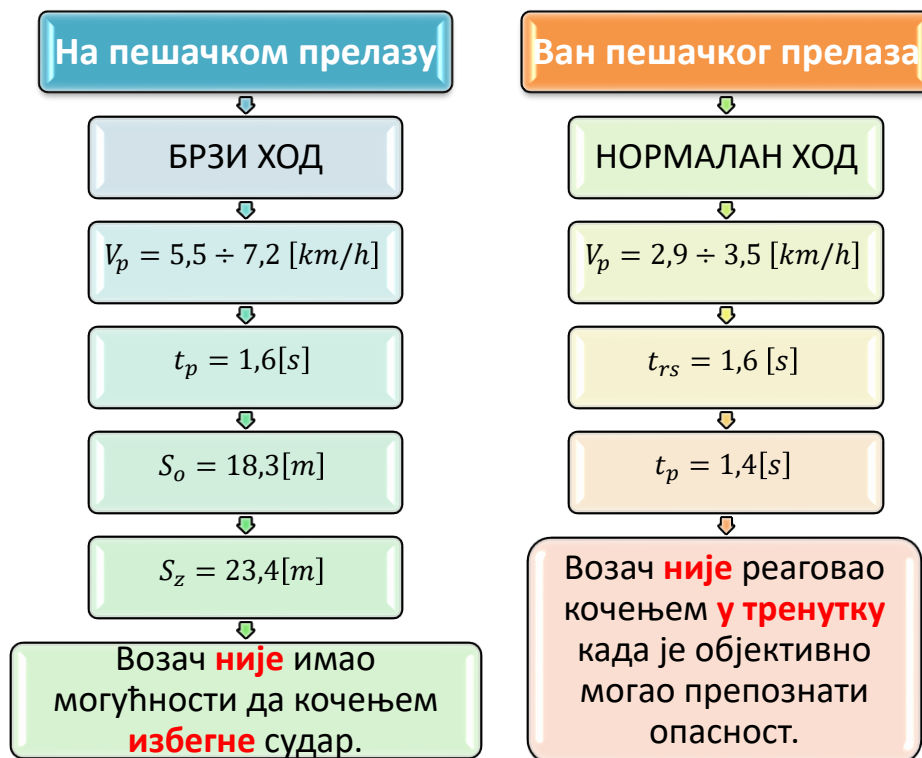 На пешачком прелазу
БРЗИ ХОД
V_p = 5,5 ÷ 7,2 [km/h]
t_p = 1,6[s]
S_o = 18,3[m]
S_z = 23,4[m]
Возач није имао
могућности да кочењем
избегне судар.
Ван пешачког прелаза
НОРМАЛАН ХОД
V_p = 2,9 ÷ 3,5 [km/h]
t_rs = 1,6 [s]
t_p = 1,4[s]
Возач није реаговао
кочењем у тренутку
када је објективно
могао препознати
опасност.